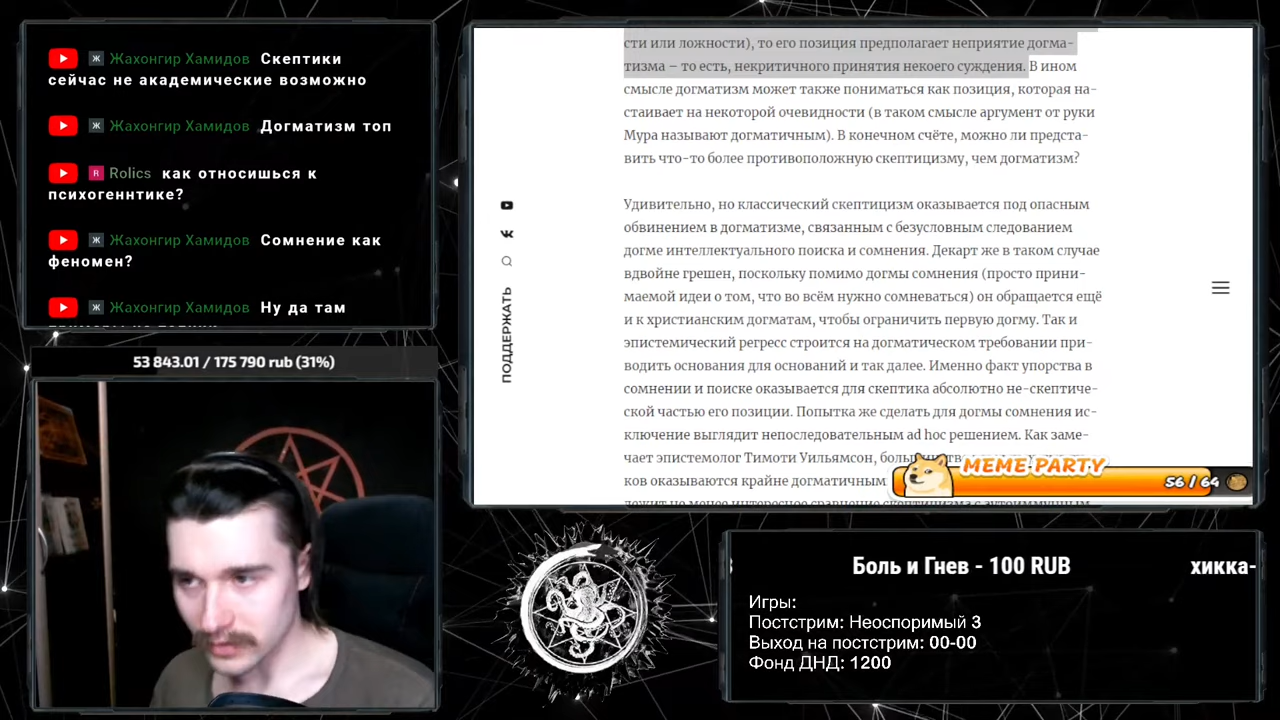 Жахонгир Хамидов Скептики
сейчас не академические возможно
Жахонгир Хамидов Догматизм топ
Rolics как относишься к
психогеннтике?
Жахонгир Хамидов Сомнение как
феномен?
Жахонгир Хамидов Ну да там
53 843.01 / 175 790 rub (31%)
сти или ложности), то его позиция предполагает неприятие догма-
тизма – то есть, некритичного принятия некоего суждения. В ином
смысле догматизм может также пониматься как позиция, которая на-
стаивает на некоторой очевидности (в таком смысле аргумент от руки
Мура называют догматичным). В конечном счёте, можно ли предста-
вить что-то более противоположную скептицизму, чем догматизм?
Удивительно, но классический скептицизм оказывается под опасным
обвинением в догматизме, связанным с безусловным следованием
догме интеллектуального поиска и сомнения. Декарт же в таком случае
вдвойне грешен, поскольку помимо догмы сомнения (просто прини-
маемой идеи о том, что во всём нужно сомневаться) он обращается ещё
и к христианским догматам, чтобы ограничить первую догму. Так и
эпистемический регресс строится на догматическом требовании при-
водить основания для оснований и так далее. Именно факт упорства в
сомнении и поиске оказывается для скептика абсолютно не-скептиче-
ской частью его позиции. Попытка же сделать для догмы сомнения ис-
ключение выглядит непоследовательным ad hoc решением. Как заме-
чает эпистемолог Тимоти Уильямсон,
ков оказываются крайне догматичным
лежит не менее интересное сравнение скептицизма с аутоиммунным
ПОДДЕРЖАТЬ
MEME PARTY
56 / 64
Боль и Гнев - 100 RUB
хикка-
Игры:
Постстрим: Неоспоримый 3
Выход на постстрим: 00-00
Фонд ДНД: 1200